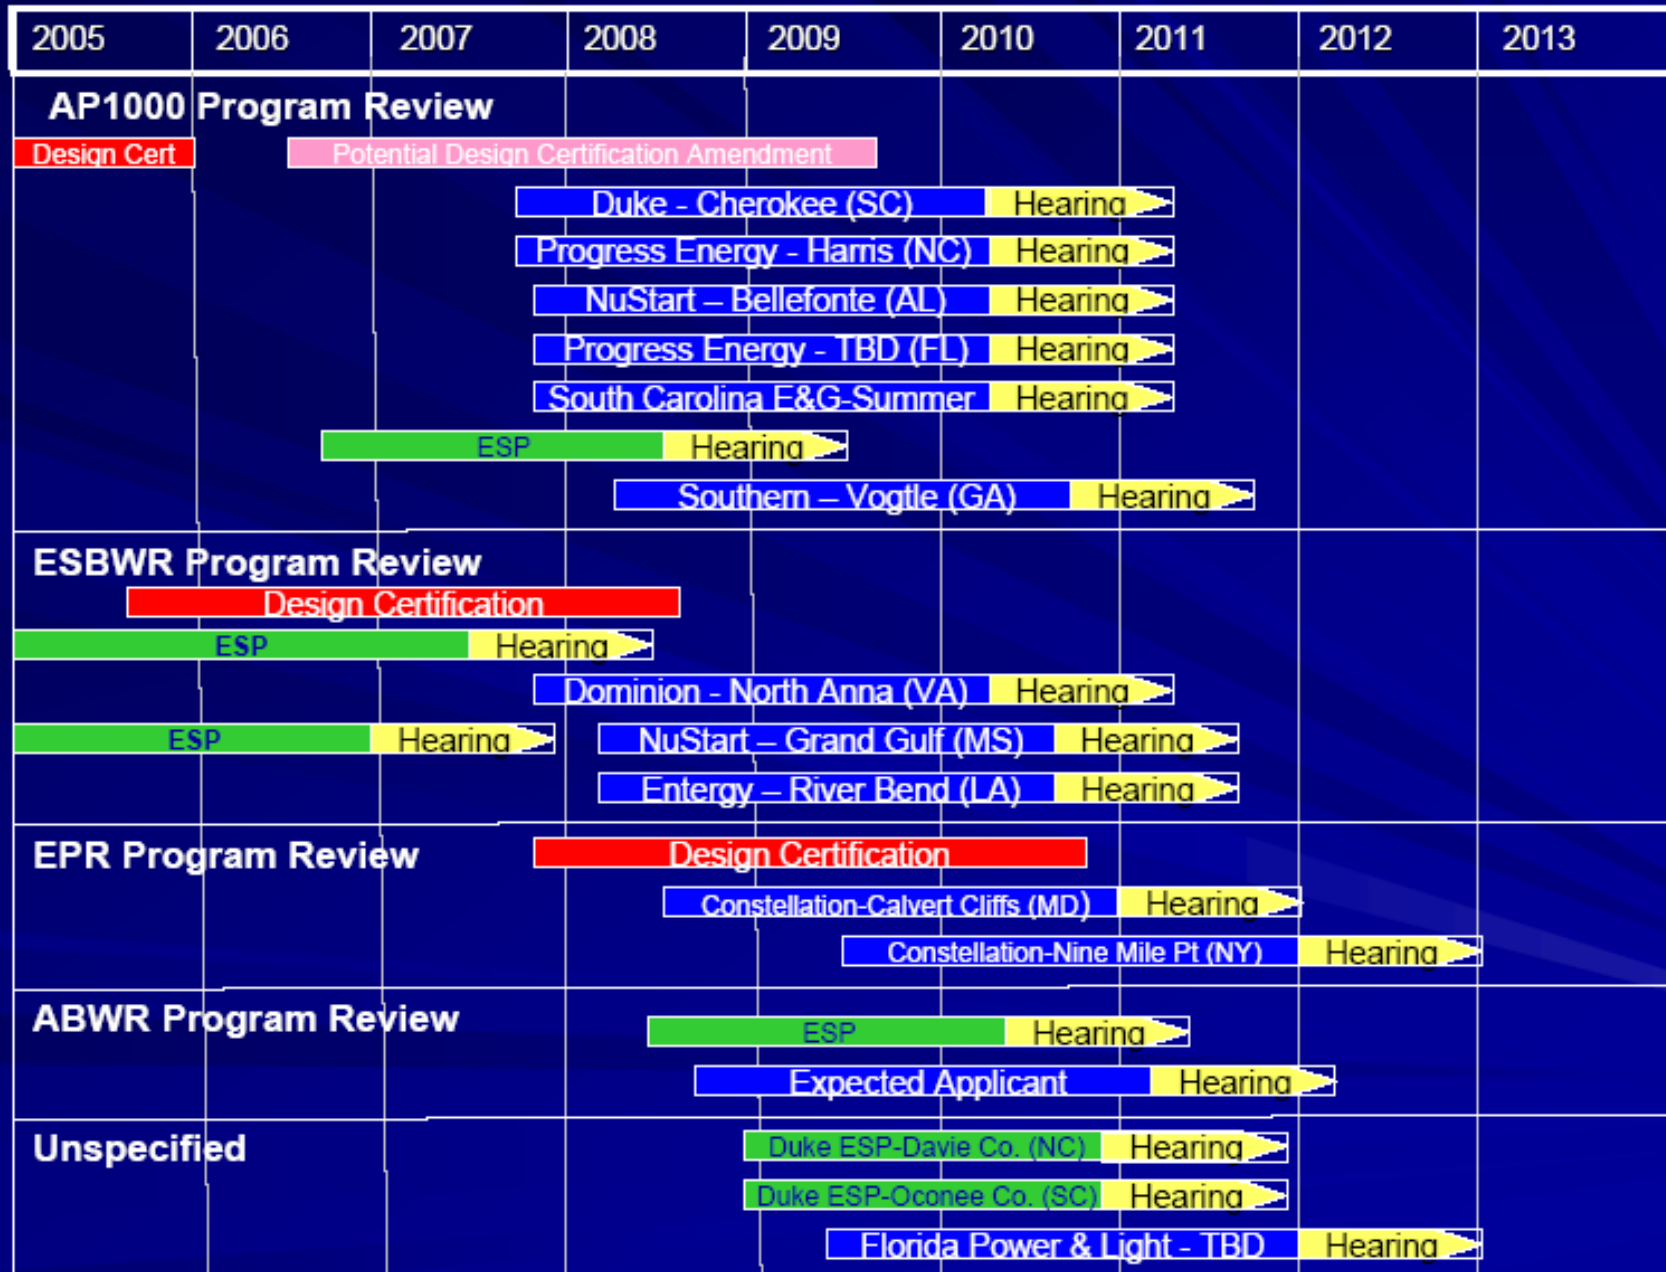 2005 2006 2007 2008 2009 2010 2011 2012 2013
AP1000 Program Review
Design Cert Potential Design Certification Amendment
Duke - Cherokee (SC) Hearing
Progress Energy - Harris (NC) Hearing
NuStart – Bellefonte (AL) Hearing
Progress Energy - TBD (FL) Hearing
South Carolina E&G-Summer Hearing
ESP Hearing
Southern – Vogtle (GA) Hearing
ESBWR Program Review
Design Certification
ESP Hearing
Dominion - North Anna (VA) Hearing
ESP Hearing NuStart – Grand Gulf (MS) Hearing
Entergy – River Bend (LA) Hearing
EPR Program Review Design Certification
Constellation-Calvert Cliffs (MD) Hearing
Constellation-Nine Mile Pt (NY) Hearing
ABWR Program Review
ESP Hearing
Expected Applicant Hearing
Unspecified Duke ESP-Davie Co. (NC) Hearing
Duke ESP-Oconee Co. (SC) Hearing
Florida Power & Light - TBD Hearing